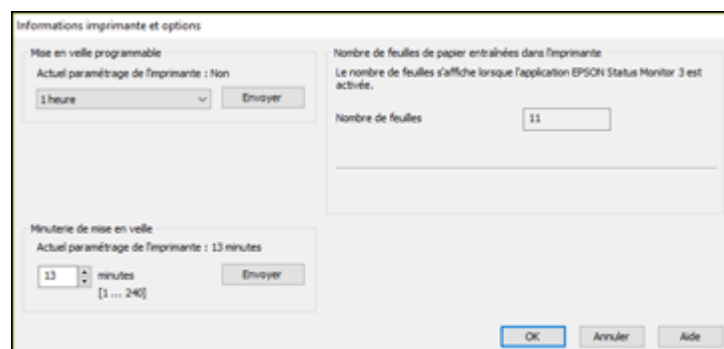 Informations imprimante et options
Mise en veille programmable
Actuel paramétrage de l'imprimante : Non
1 heure
Envoyer
Nombre de feuilles de papier entraînées dans l'imprimante
Le nombre de feuilles s'affiche lorsque l'application EPSON Status Monitor 3 est
activée.
Nombre de feuilles
11
Minuterie de mise en veille
Actuel paramétrage de l'imprimante : 13 minutes
13
minutes
Envoyer
[1 ... 240]
OK
Annuler
Aide